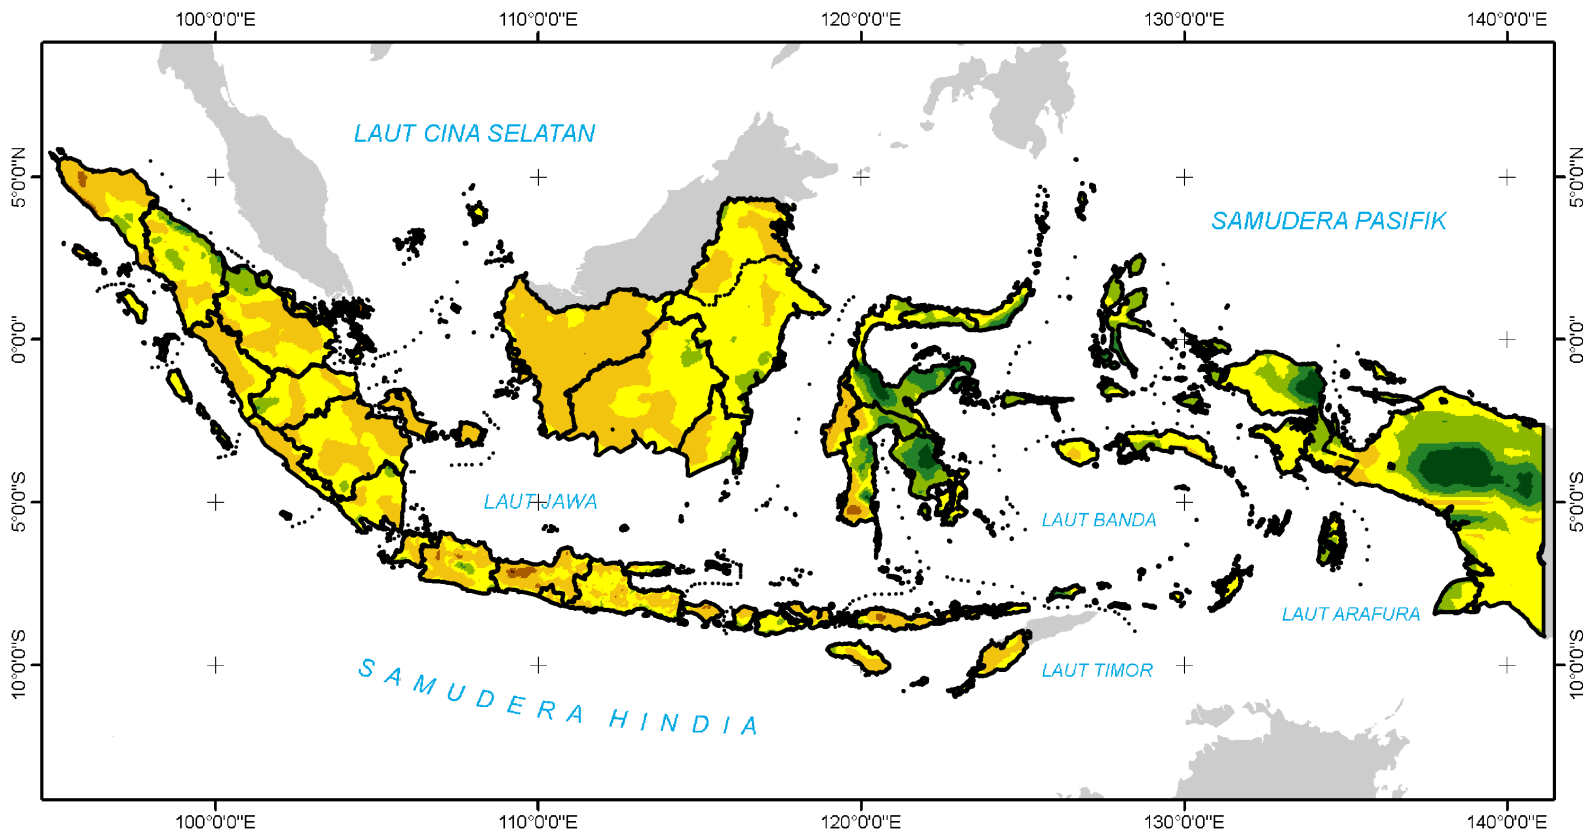 100°0'0"E 110°0'0"E 120°0'0"E 130°0'0"E 140°0'0"E
LAUT CINA SELATAN
5°0'0"N 5°0'0"N
SAMUDERA PASIFIK
0°0'0" 0°0'0"
LAUT JAWA
5°0'0"S 5°0'0"S
LAUT BANDA
LAUT ARAFURA
10°0'0"S 10°0'0"S
LAUT TIMOR
SAMUDERA HINDIA
100°0'0"E 110°0'0"E 120°0'0"E 130°0'0"E 140°0'0"E